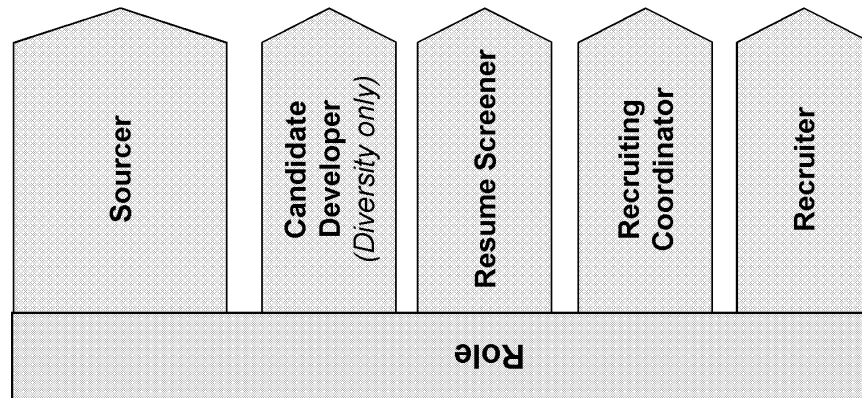 Sourcer
Candidate
Developer
(Diversity only)
Resume Screener
Recruiting
Coordinator
Recruiter
Role